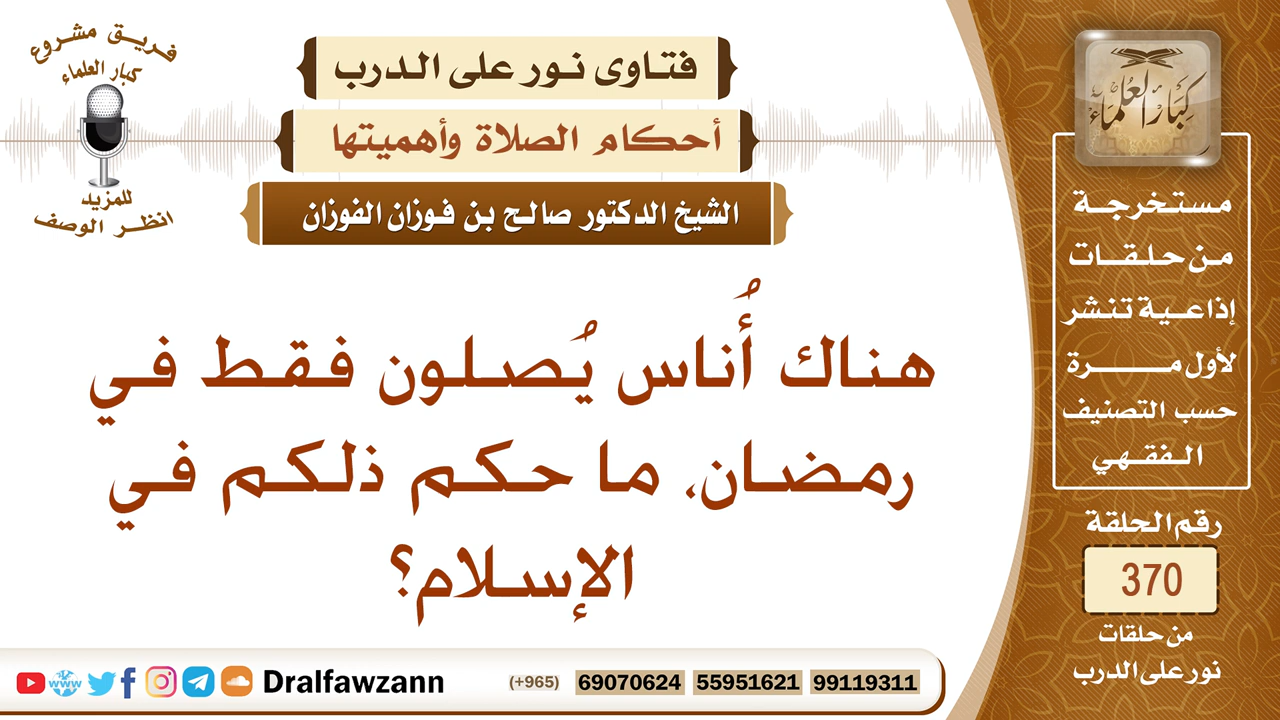 فريق مشروع
كبار العلماء
للمزيد
انظر الوصف
فتاوى نور على الدرب
أحكام الصلاة وأهميتها
الشيخ الدكتور صالح بن فوزان الفوزان
هناك أُناس يُصلون فقط في
رمضان، ما حكم ذلكم في
الإسلام؟
كبار العلماء
مستخرجة
من حلقات
إذاعية تنشر
لأول مرة
حسب التصنيف
الفقهي
رقم الحلقة
370
من حلقات
نور على الدرب
www
Dralfawzann
(+965) 69070624 55951621 99119311